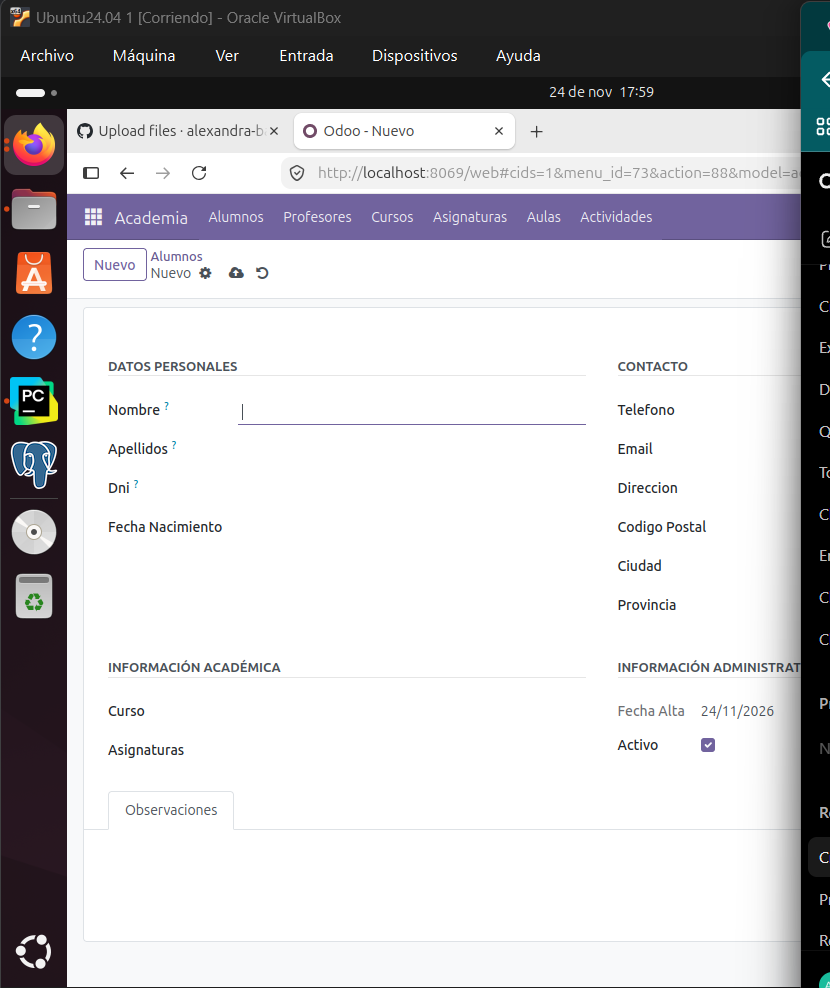 Ubuntu24.04 1 [Corriendo] - Oracle VirtualBox
Archivo Máquina Ver Entrada Dispositivos Ayuda
24 de nov 17:59
Upload files · alexandra-b
Odoo - Nuevo
http://localhost:8069/web#cids=1&menu_id=73&action=88&model=a
Academia Alumnos Profesores Cursos Asignaturas Aulas Actividades
Nuevo
Alumnos
Nuevo
DATOS PERSONALES
Nombre ?
Apellidos ?
Dni ?
Fecha Nacimiento
CONTACTO
Telefono
Email
Direccion
Codigo Postal
Ciudad
Provincia
INFORMACIÓN ACADÉMICA
Curso
Asignaturas
INFORMACIÓN ADMINISTRAT
Fecha Alta 24/11/2026
Activo
Observaciones
PC